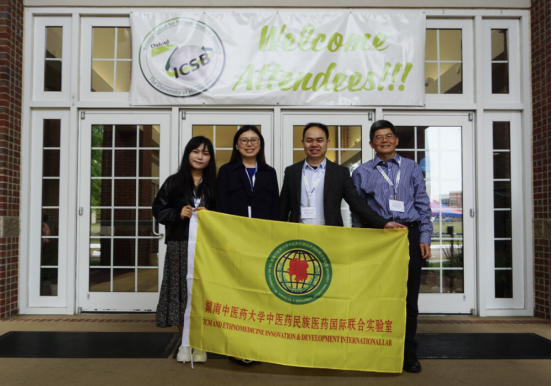 Oxford
ICSB
Welcome
Attendees!!!
湖南中医药大学中医药民族医药国际联合实验室
TCM AND ETHNOMEDICINE INNOVATION & DEVELOPMENT INTERNATIONAL LAB